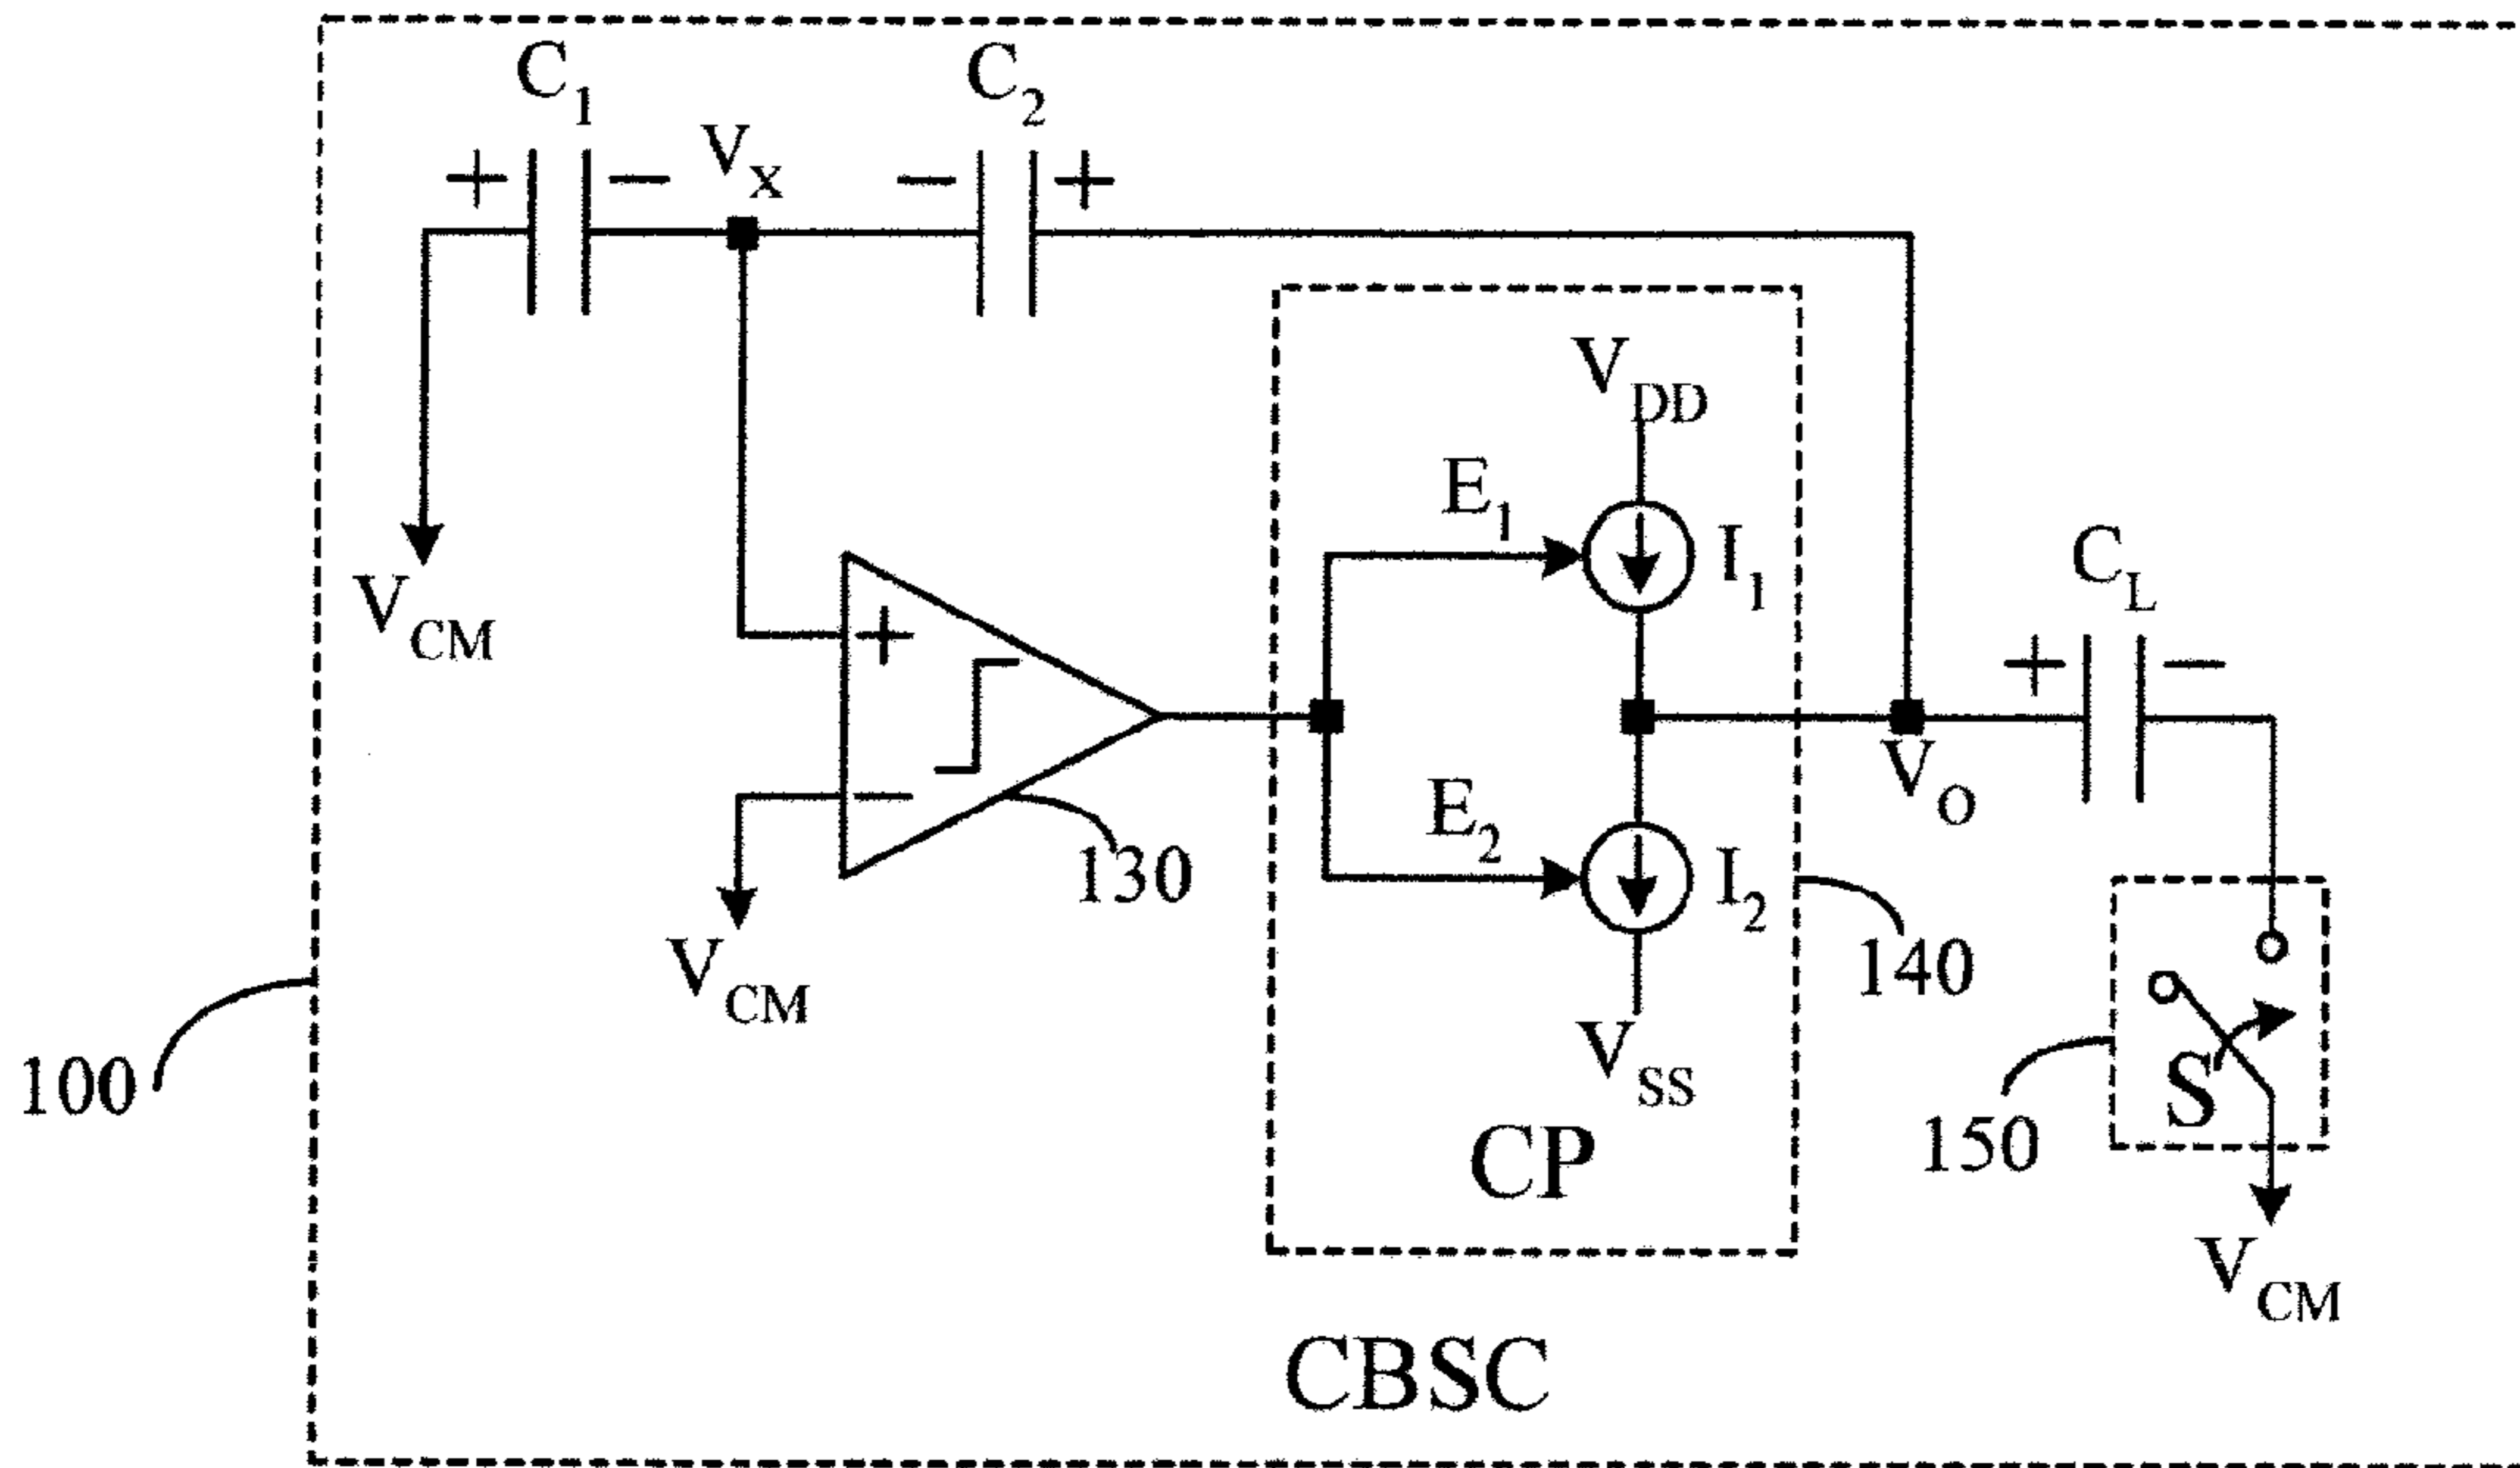 C1
C2
+ − VX − +
VDD
E1
I1
CL
VCM
+
+ −
VO
−
E2
I2
130
140
VCM
VSS
S
100
150
CP
VCM
CBSC